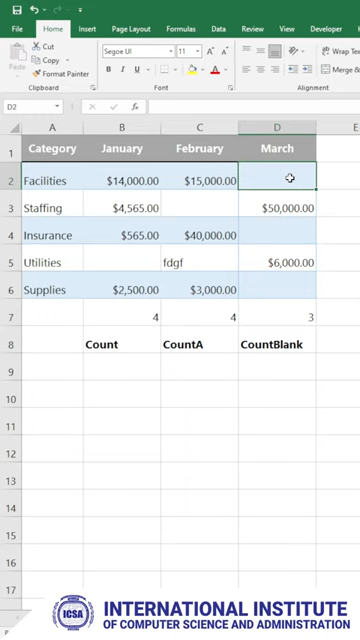 File Home Insert Page Layout Formulas Data Review View Developer
Cut
Copy
Format Painter
Clipboard
Segoe UI 11
B I U
Font
Wrap Text
Merge &
Alignment
D2 fx
A B C D E
1 Category January February March
2 Facilities $14,000.00 $15,000.00
3 Staffing $4,565.00 $50,000.00
4 Insurance $565.00 $40,000.00
5 Utilities fdgf $6,000.00
6 Supplies $2,500.00 $3,000.00
7 4 4 3
8 Count CountA CountBlank
9
10
11
12
13
14
15
16
17
ICSA
INTERNATIONAL INSTITUTE
OF COMPUTER SCIENCE AND ADMINISTRATION